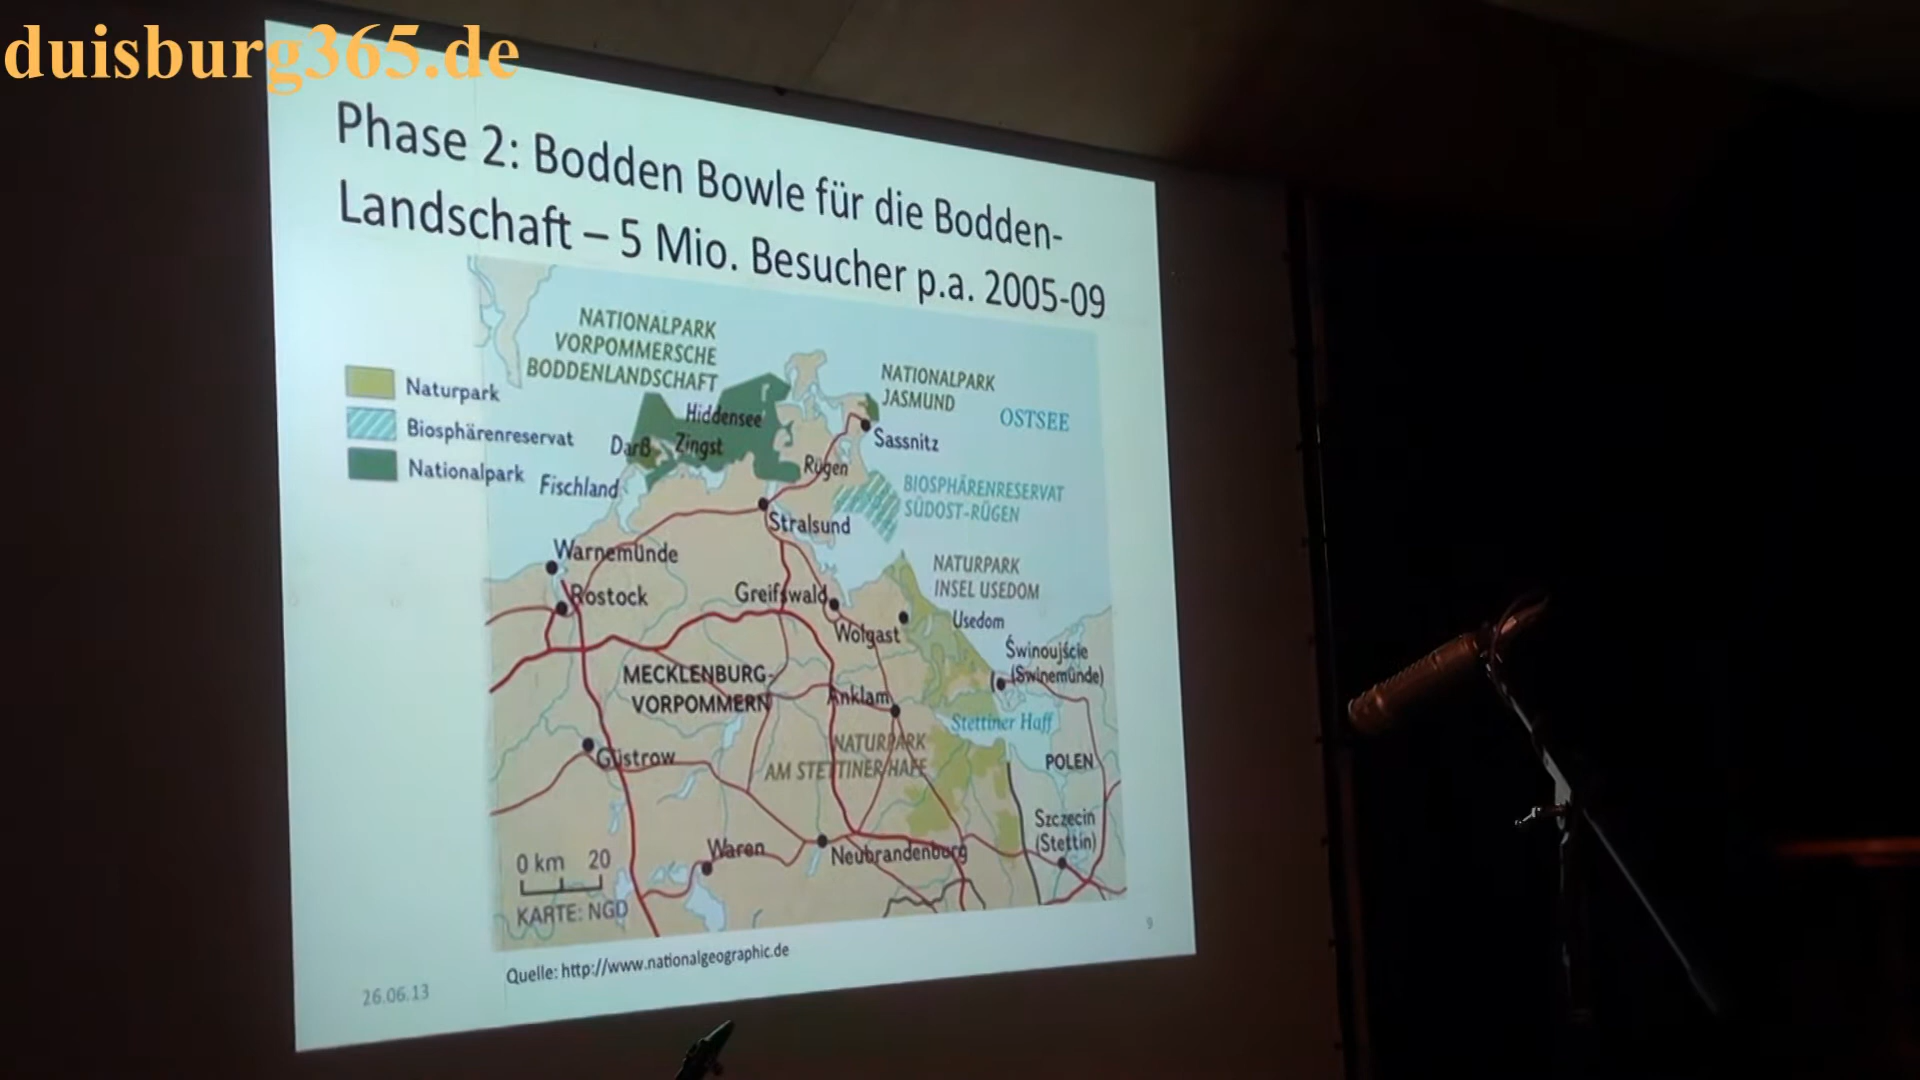 duisburg365.de
Phase 2: Bodden Bowle für die Bodden-
Landschaft – 5 Mio. Besucher p.a. 2005-09
NATIONALPARK
VORPOMMERSCHE
BODDENLANDSCHAFT
NATIONALPARK
JASMUND
OSTSEE
Naturpark
Biosphärenreservat
Nationalpark
Hiddensee
Darß
Zingst
Fischland
Sassnitz
Rügen
BIOSPHÄRENRESERVAT
SÜDOST-RÜGEN
Stralsund
Warnemünde
Rostock
Greifswald
Wolgast
NATURPARK
INSEL USEDOM
Usedom
Świnoujście
(Swinemünde)
MECKLENBURG-
VORPOMMERN
Anklam
Stettiner Haff
Güstrow
NATURPARK
AM STETTINER HAFF
POLEN
Szczecin
(Stettin)
Waren
Neubrandenburg
0 km 20
KARTE: NGD
Quelle: http://www.nationalgeographic.de
26.06.13
9